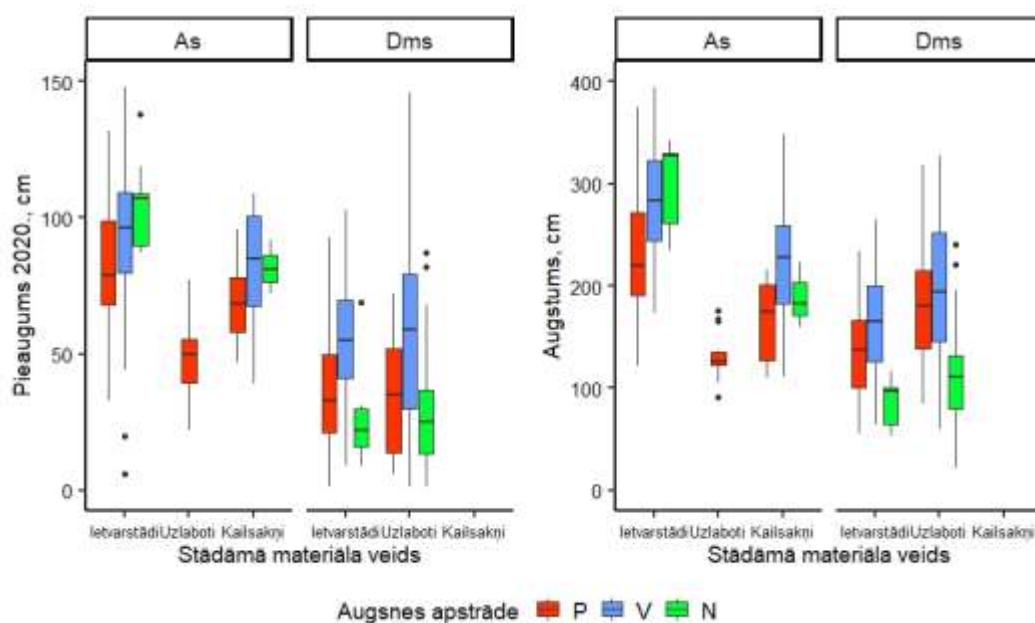 As Dms
Pieaugums 2020., cm
150
100
50
0
Ietvarstādi Uzlaboti Kailsakņi Ietvarstādi Uzlaboti Kailsakņi
Stādāmā materiāla veids
As Dms
Augstums, cm
400
300
200
100
0
Ietvarstādi Uzlaboti Kailsakņi Ietvarstādi Uzlaboti Kailsakņi
Stādāmā materiāla veids
Augsnes apstrāde P V N